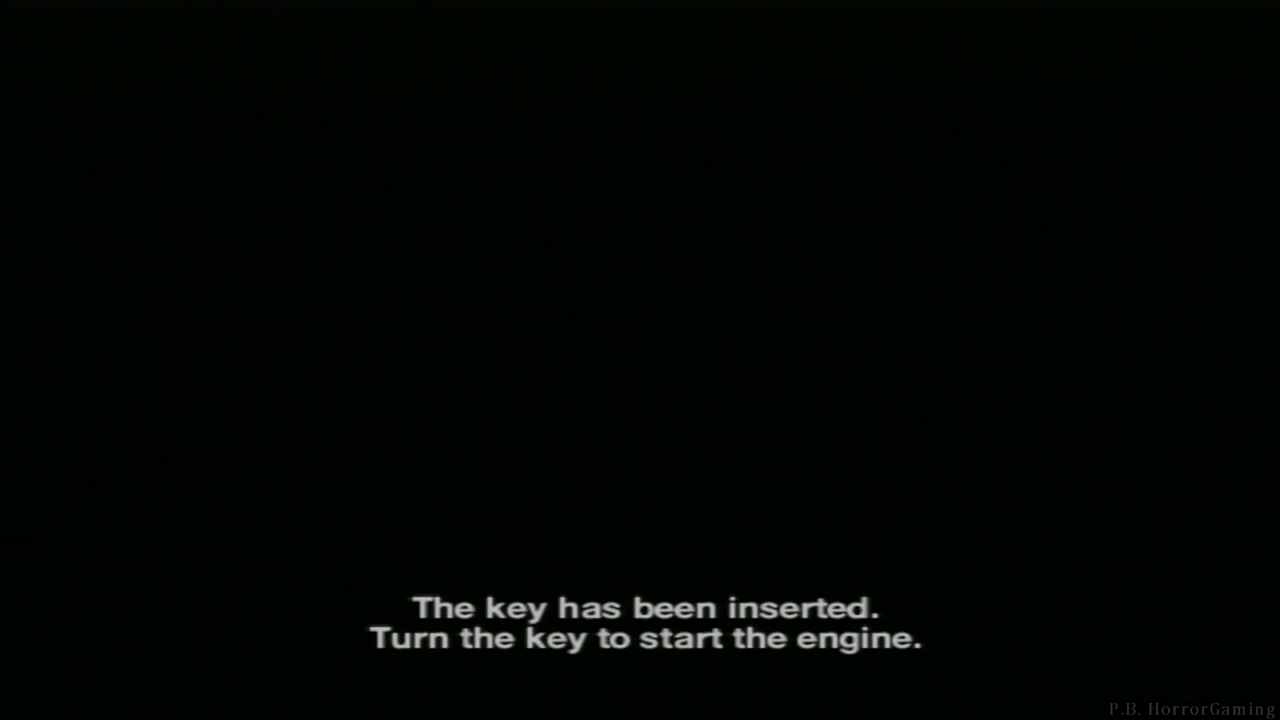 The key has been inserted.
Turn the key to start the engine.
P.B. HorrorGaming